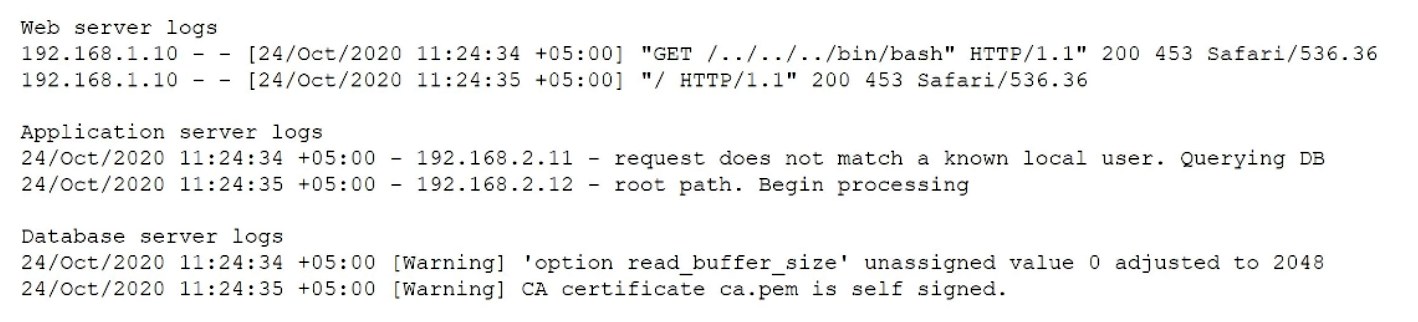 Web server logs
192.168.1.10 - - [24/Oct/2020 11:24:34 +05:00] "GET /../../../bin/bash" HTTP/1.1" 200 453 Safari/536.36
192.168.1.10 - - [24/Oct/2020 11:24:35 +05:00] "/ HTTP/1.1" 200 453 Safari/536.36
Application server logs
24/Oct/2020 11:24:34 +05:00 - 192.168.2.11 - request does not match a known local user. Querying DB
24/Oct/2020 11:24:35 +05:00 - 192.168.2.12 - root path. Begin processing
Database server logs
24/Oct/2020 11:24:34 +05:00 [Warning] 'option read_buffer_size' unassigned value 0 adjusted to 2048
24/Oct/2020 11:24:35 +05:00 [Warning] CA certificate ca.pem is self signed.